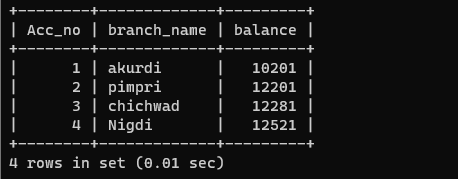 +--------+-------------+---------+
| Acc_no | branch_name | balance |
+--------+-------------+---------+
|      1 | akurdi      |   10201 |
|      2 | pimpri      |   12201 |
|      3 | chichwad    |   12281 |
|      4 | Nigdi       |   12521 |
+--------+-------------+---------+
4 rows in set (0.01 sec)